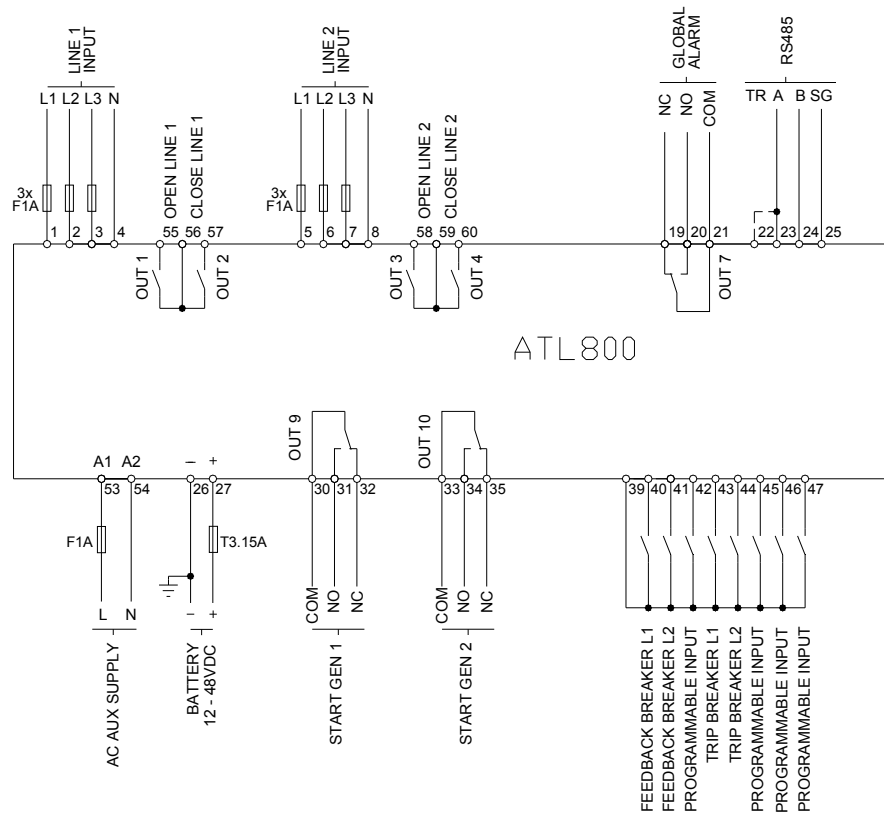 LINE 1
INPUT
L1 L2 L3 N
3x
F1A
1 2 3 4
OPEN LINE 1
CLOSE LINE 1
55 56 57
OUT 1
OUT 2
LINE 2
INPUT
L1 L2 L3 N
3x
F1A
5 6 7 8
OPEN LINE 2
CLOSE LINE 2
58 59 60
OUT 3
OUT 4
GLOBAL
ALARM
NC
NO
COM
19 20 21
OUT 7
RS485
TR A B SG
22 23 24 25
ATL800
A1 A2
53 54
F1A
L N
AC AUX SUPPLY
– +
26 27
T3.15A
– +
BATTERY
12 - 48VDC
OUT 9
30 31 32
COM
NO
NC
START GEN 1
OUT 10
33 34 35
COM
NO
NC
START GEN 2
39 40 41 42 43 44 45 46 47
FEEDBACK BREAKER L1
FEEDBACK BREAKER L2
PROGRAMMABLE INPUT
TRIP BREAKER L1
TRIP BREAKER L2
PROGRAMMABLE INPUT
PROGRAMMABLE INPUT
PROGRAMMABLE INPUT